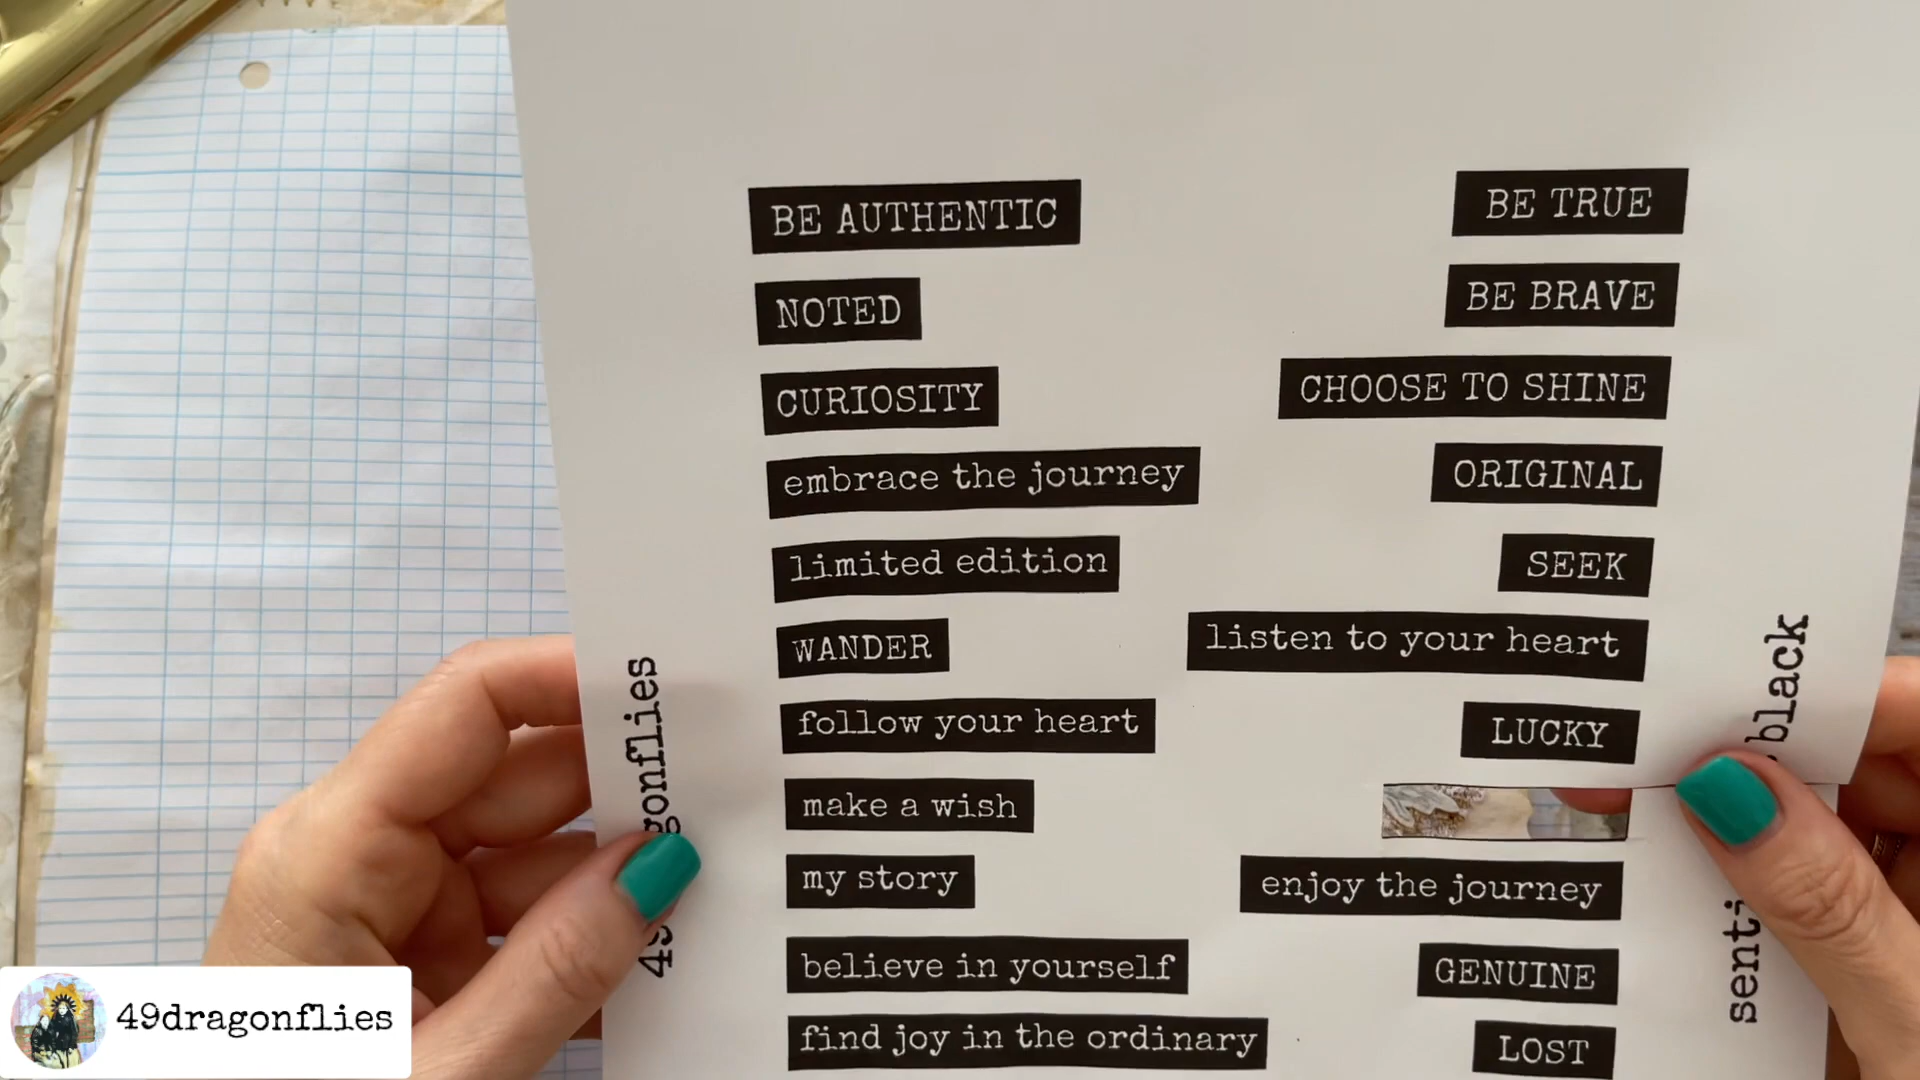 BE AUTHENTIC
NOTED
CURIOSITY
embrace the journey
limited edition
WANDER
follow your heart
make a wish
my story
believe in yourself
find joy in the ordinary
BE TRUE
BE BRAVE
CHOOSE TO SHINE
ORIGINAL
SEEK
listen to your heart
LUCKY
enjoy the journey
GENUINE
LOST
black
49dragonflies